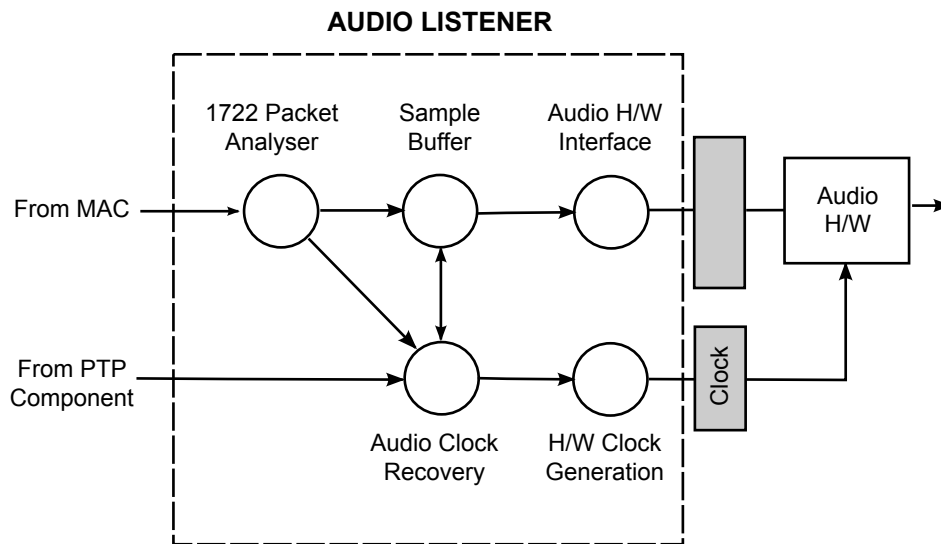 AUDIO LISTENER
1722 Packet
Analyser
Sample
Buffer
Audio H/W
Interface
From MAC
Audio
H/W
From PTP
Component
Clock
Audio Clock
Recovery
H/W Clock
Generation